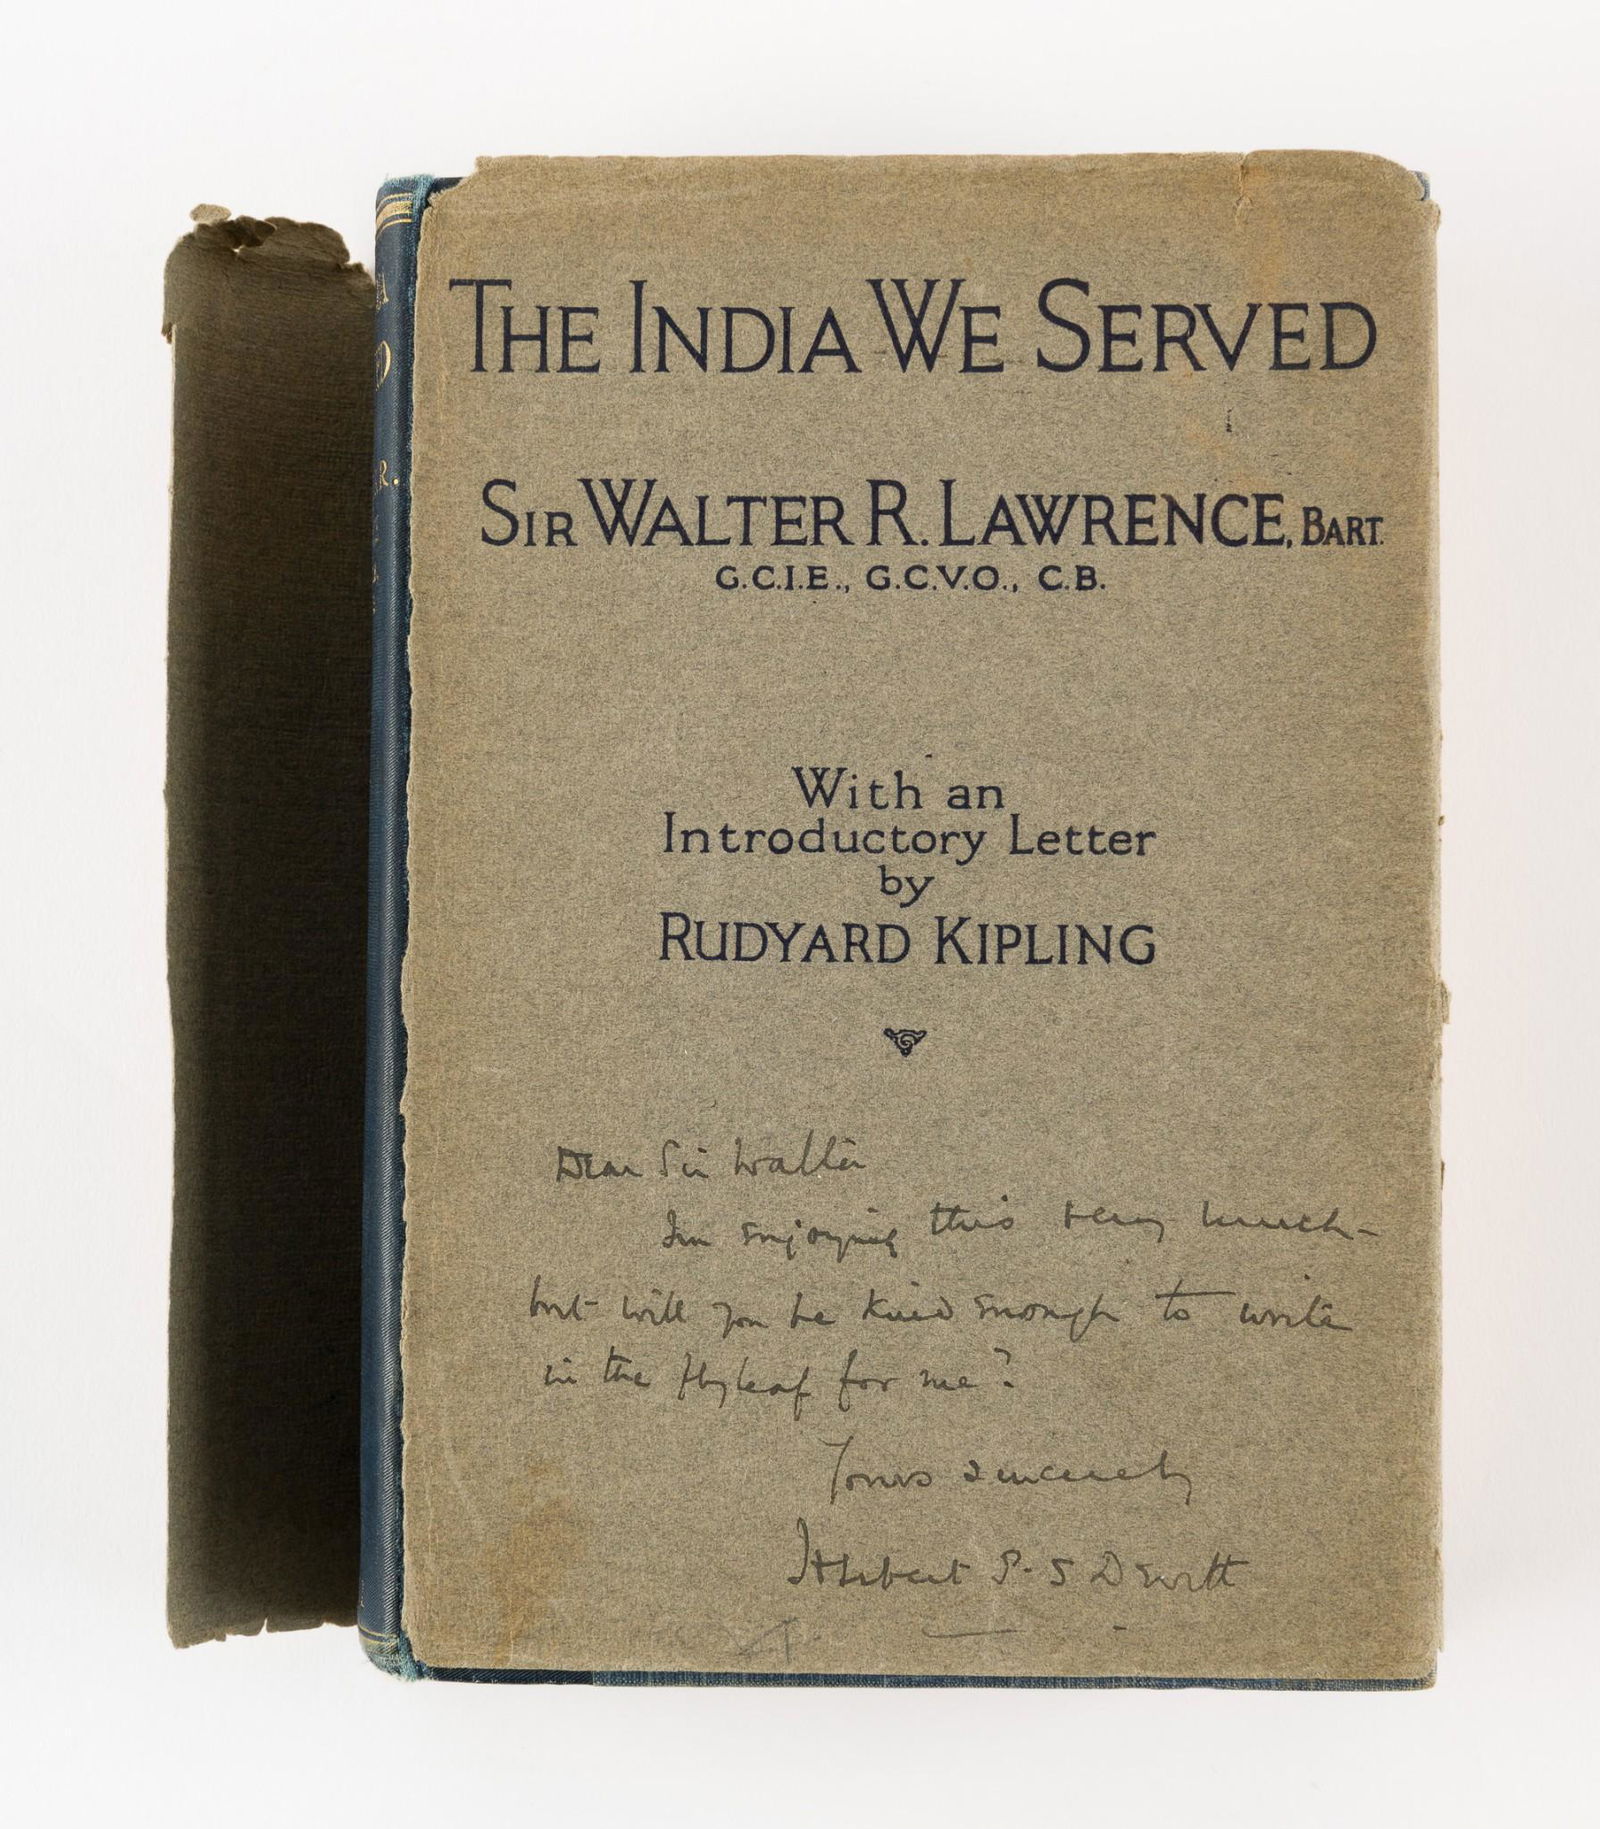 THE INDIA WE SERVED
SIR WALTER R. LAWRENCE, BART.
G.C.I.E., G.C.V.O., C.B.
With an
Introductory Letter
by
RUDYARD KIPLING
Dear Sir Walter
I'm enjoying this very much –
but will you be kind enough to write
in the flyleaf for me?
Yours sincerely
Herbert